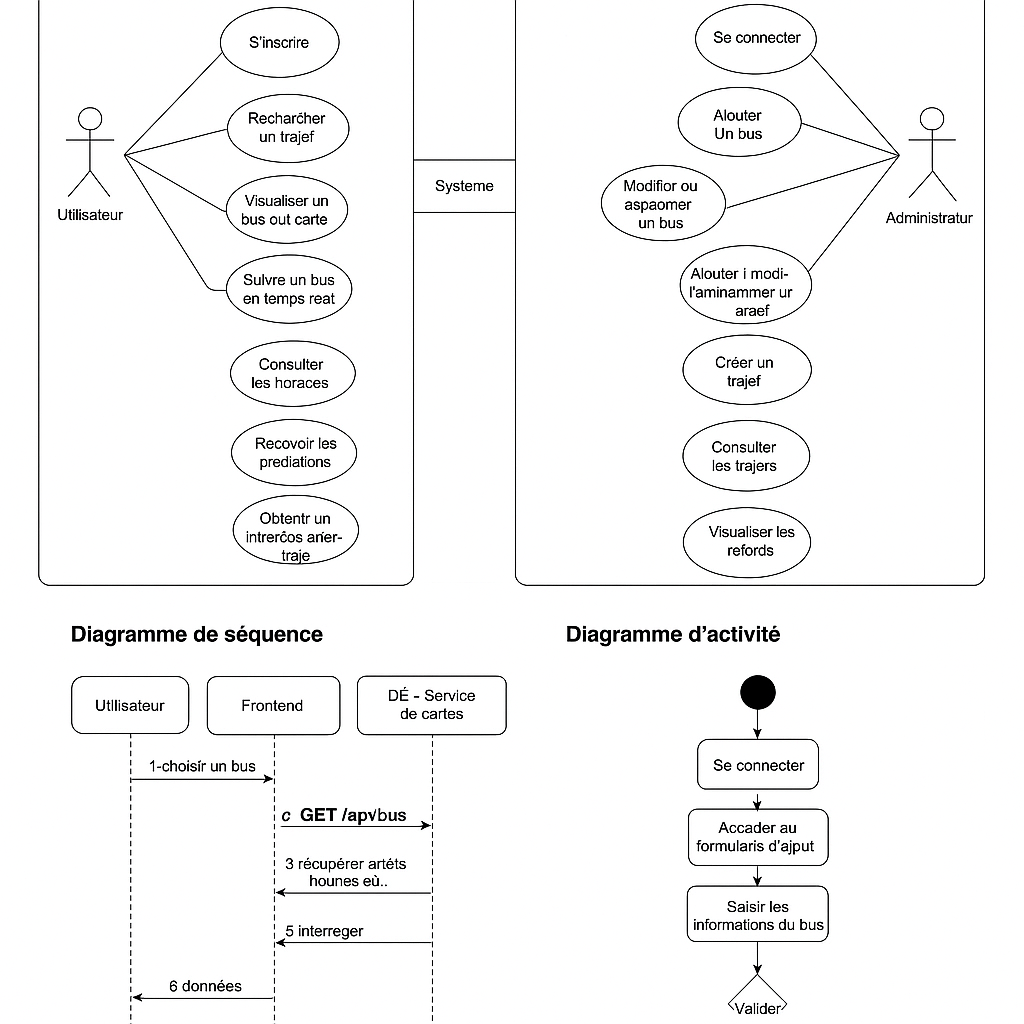 S'inscrire
Recharcher
un trajef
Visualiser un
bus out carte
Sulvre un bus
en temps reat
Consulter
les horaces
Recovoir les
prediations
Obtentr un
intrerčos arier-
traje
Utilisateur
Systeme
Se connecter
Alouter
Un bus
Modifior ou
aspaomer
un bus
Alouter i modi-
l'aminammer ur
araef
Créer un
trajef
Consulter
les trajers
Visualiser les
refords
Administratur
Diagramme de séquence
Utllisateur
Frontend
DÉ - Service
de cartes
1-choisír un bus
c GET /apv̀bus
3 récupérer artéts
hounes eù..
5 interreger
6 données
Diagramme d'activité
Se connecter
Accader au
formularis d'ajput
Saisir les
informations du bus
Valider